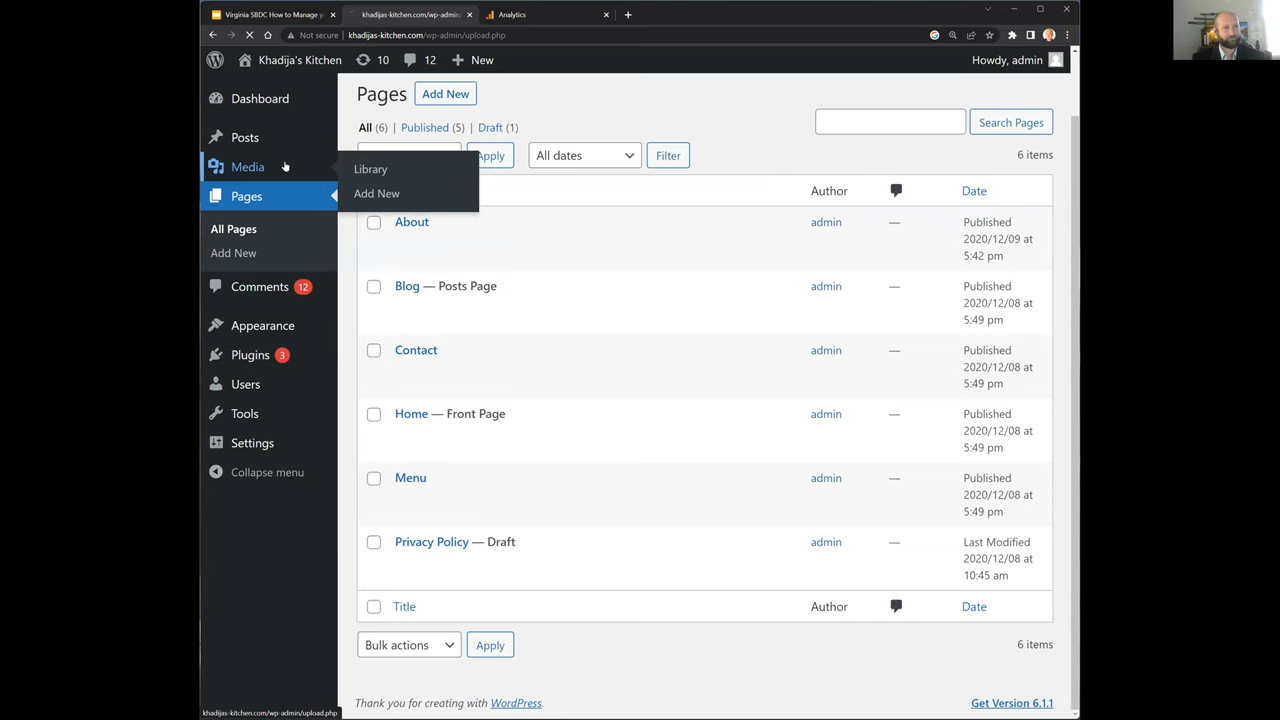 Virginia SBDC How to Manage y
khadijas-kitchen.com/wp-admin/
Analytics
Not secure
khadijas-kitchen.com/wp-admin/upload.php
Khadija's Kitchen
10
12
New
Howdy, admin
Dashboard
Posts
Media
Pages
All Pages
Add New
Comments 12
Appearance
Plugins 3
Users
Tools
Settings
Collapse menu
Library
Add New
Pages
Add New
All (6) | Published (5) | Draft (1)
Search Pages
Apply
All dates
Filter
6 items
Author
Date
About
admin
—
Published
2020/12/09 at
5:42 pm
Blog — Posts Page
admin
—
Published
2020/12/08 at
5:49 pm
Contact
admin
—
Published
2020/12/08 at
5:49 pm
Home — Front Page
admin
—
Published
2020/12/08 at
5:49 pm
Menu
admin
—
Published
2020/12/08 at
5:49 pm
Privacy Policy — Draft
admin
—
Last Modified
2020/12/08 at
10:45 am
Title
Author
Date
Bulk actions
Apply
6 items
Thank you for creating with WordPress.
Get Version 6.1.1
khadijas-kitchen.com/wp-admin/upload.php